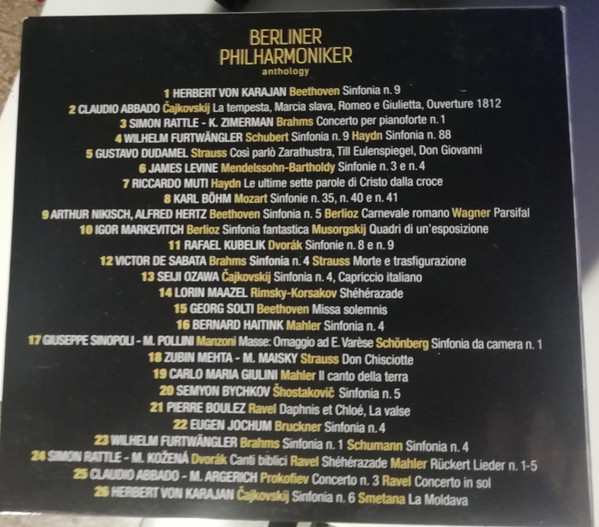 BERLINER
PHILHARMONIKER
anthology
1 HERBERT VON KARAJAN Beethoven Sinfonia n. 9
2 CLAUDIO ABBADO Čajkovskij La tempesta, Marcia slava, Romeo e Giulietta, Ouverture 1812
3 SIMON RATTLE - K. ZIMERMAN Brahms Concerto per pianoforte n. 1
4 WILHELM FURTWÄNGLER Schubert Sinfonia n. 9 Haydn Sinfonia n. 88
5 GUSTAVO DUDAMEL Strauss Così parlò Zarathustra, Till Eulenspiegel, Don Giovanni
6 JAMES LEVINE Mendelssohn-Bartholdy Sinfonie n. 3 e n. 4
7 RICCARDO MUTI Haydn Le ultime sette parole di Cristo dalla croce
8 KARL BÖHM Mozart Sinfonie n. 35, n. 40 e n. 41
9 ARTHUR NIKISCH, ALFRED HERTZ Beethoven Sinfonia n. 5 Berlioz Carnevale romano Wagner Parsifal
10 IGOR MARKEVITCH Berlioz Sinfonia fantastica Musorgskij Quadri di un'esposizione
11 RAFAEL KUBELIK Dvorák Sinfonie n. 8 e n. 9
12 VICTOR DE SABATA Brahms Sinfonia n. 4 Strauss Morte e trasfigurazione
13 SEIJI OZAWA Čajkovskij Sinfonia n. 4, Capriccio italiano
14 LORIN MAAZEL Rimsky-Korsakov Shéhérazade
15 GEORG SOLTI Beethoven Missa solemnis
16 BERNARD HAITINK Mahler Sinfonia n. 4
17 GIUSEPPE SINOPOLI - M. POLLINI Manzoni Masse: Omaggio ad E. Varèse Schönberg Sinfonia da camera n. 1
18 ZUBIN MEHTA - M. MAISKY Strauss Don Chisciotte
19 CARLO MARIA GIULINI Mahler Il canto della terra
20 SEMYON BYCHKOV Šhostakovič Sinfonia n. 5
21 PIERRE BOULEZ Ravel Daphnis et Chloé, La valse
22 EUGEN JOCHUM Bruckner Sinfonia n. 4
23 WILHELM FURTWÄNGLER Brahms Sinfonia n. 1 Schumann Sinfonia n. 4
24 SIMON RATTLE - M. KOŽENÁ Dvorák Canti biblici Ravel Shéhérazade Mahler Rückert Lieder n. 1-5
25 CLAUDIO ABBADO - M. ARGERICH Prokofiev Concerto n. 3 Ravel Concerto in sol
26 HERBERT VON KARAJAN Čajkovskij Sinfonia n. 6 Smetana La Moldava